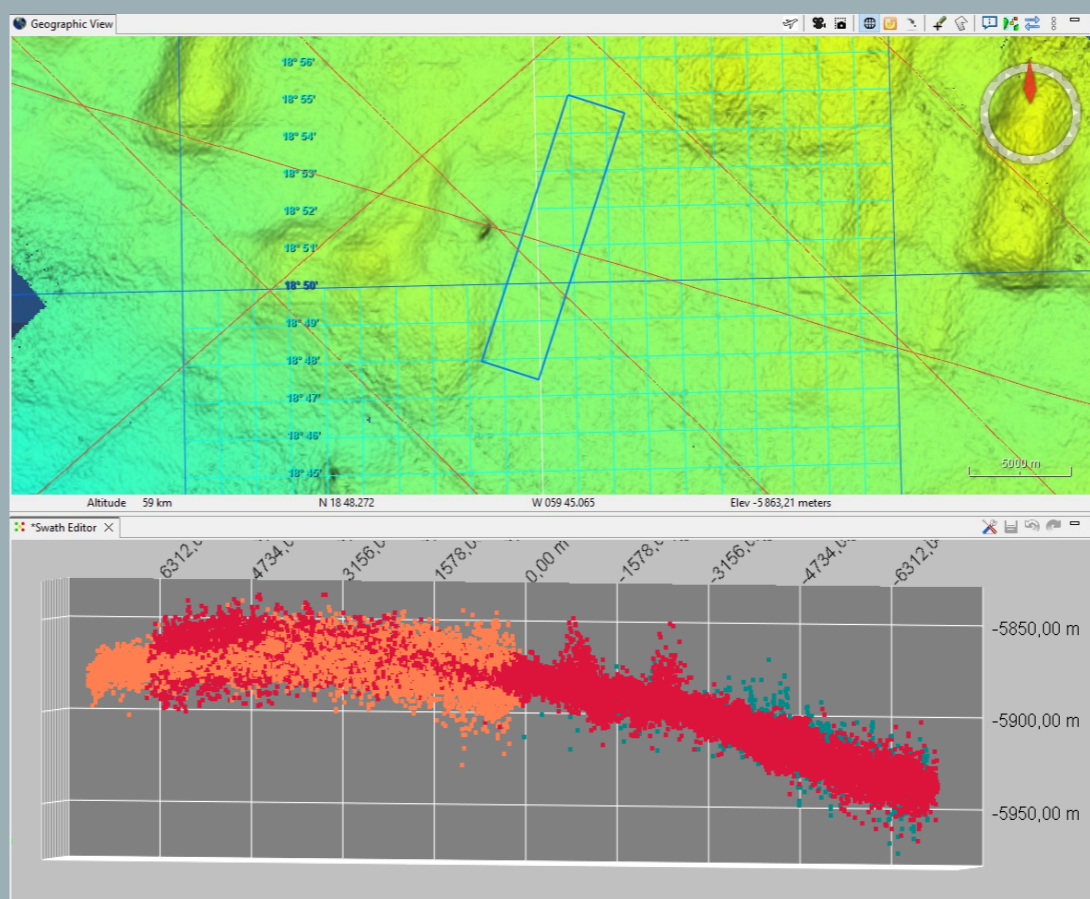 Geographic View
18° 56'
18° 55'
18° 54'
18° 53'
18° 52'
18° 51'
18° 50'
18° 49'
18° 48'
18° 47'
18° 46'
18° 45'
5000 m
Altitude 59 km N 18 48.272 W 059 45.065 Elev -5 863,21 meters
*Swath Editor
0,00 m
-5850,00 m
-5900,00 m
-5950,00 m